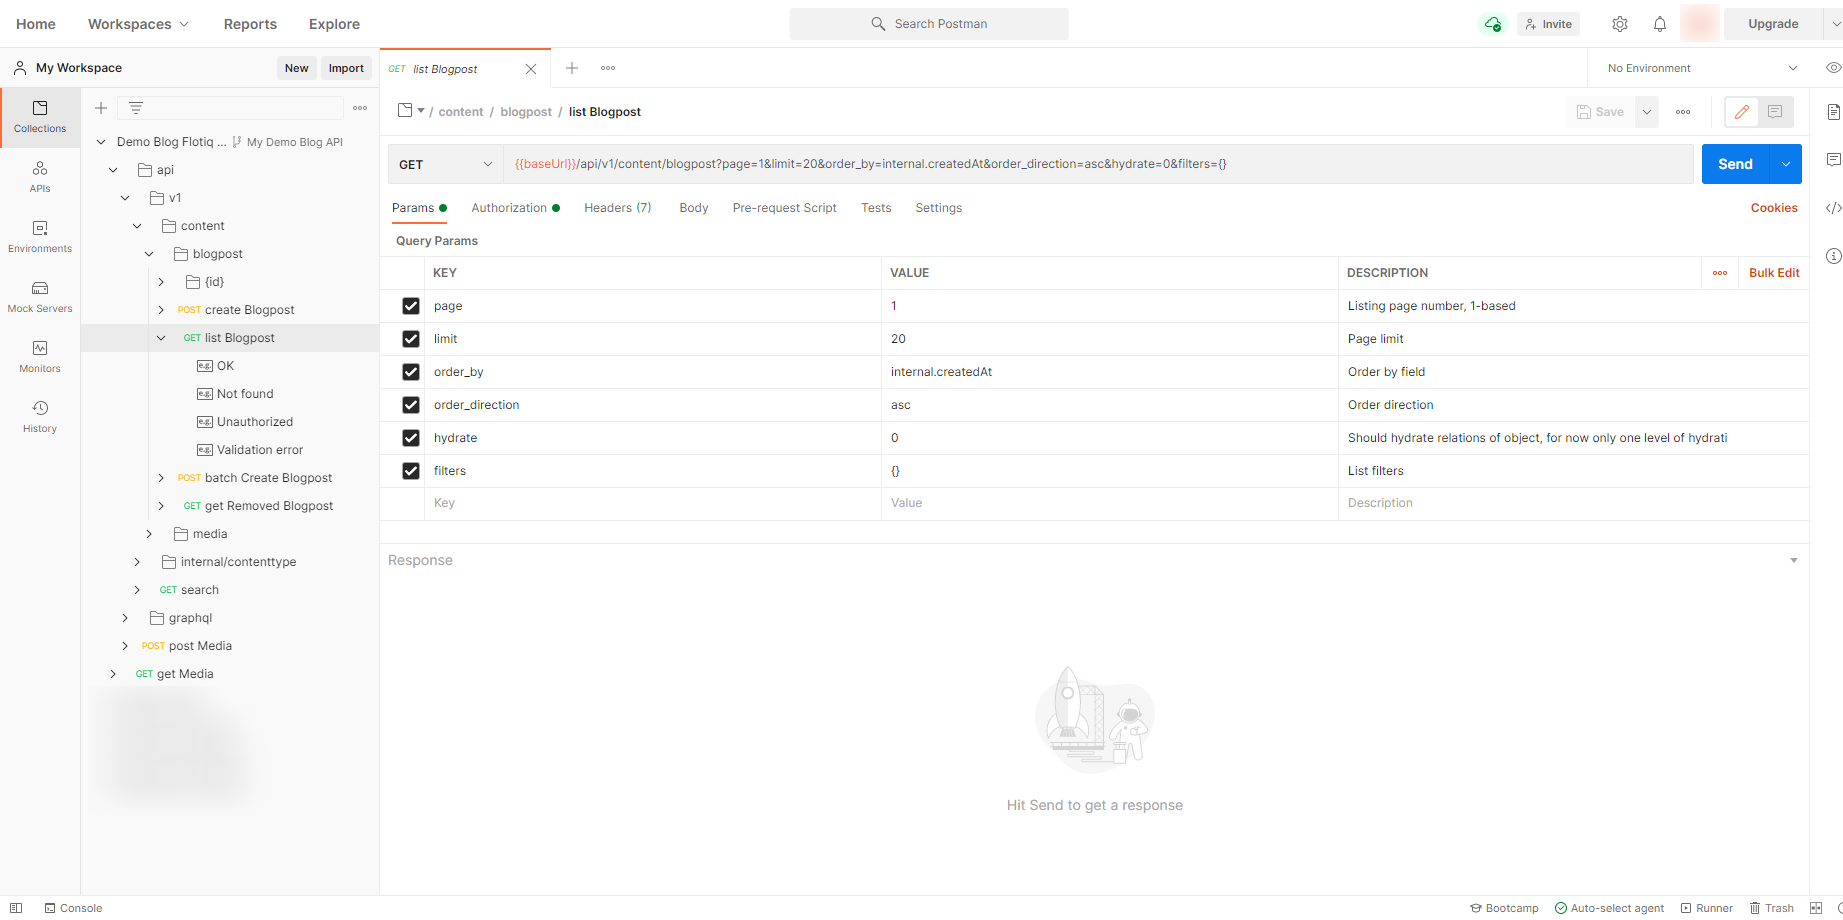 Home Workspaces Reports Explore Search Postman Invite Upgrade
My Workspace New Import GET list Blogpost No Environment
Collections
APIs
Environments
Mock Servers
Monitors
History
Demo Blog Flotiq ... My Demo Blog API
api
v1
content
blogpost
{id}
POST create Blogpost
GET list Blogpost
e.g. OK
e.g. Not found
e.g. Unauthorized
e.g. Validation error
POST batch Create Blogpost
GET get Removed Blogpost
media
internal/contenttype
GET search
graphql
POST post Media
GET get Media
/ content / blogpost / list Blogpost Save
GET {{baseUrl}}/api/v1/content/blogpost?page=1&limit=20&order_by=internal.createdAt&order_direction=asc&hydrate=0&filters={} Send
Params Authorization Headers (7) Body Pre-request Script Tests Settings Cookies
Query Params
KEY VALUE DESCRIPTION Bulk Edit
page 1 Listing page number, 1-based
limit 20 Page limit
order_by internal.createdAt Order by field
order_direction asc Order direction
hydrate 0 Should hydrate relations of object, for now only one level of hydrati
filters {} List filters
Key Value Description
Response
Hit Send to get a response
Console Bootcamp Auto-select agent Runner Trash